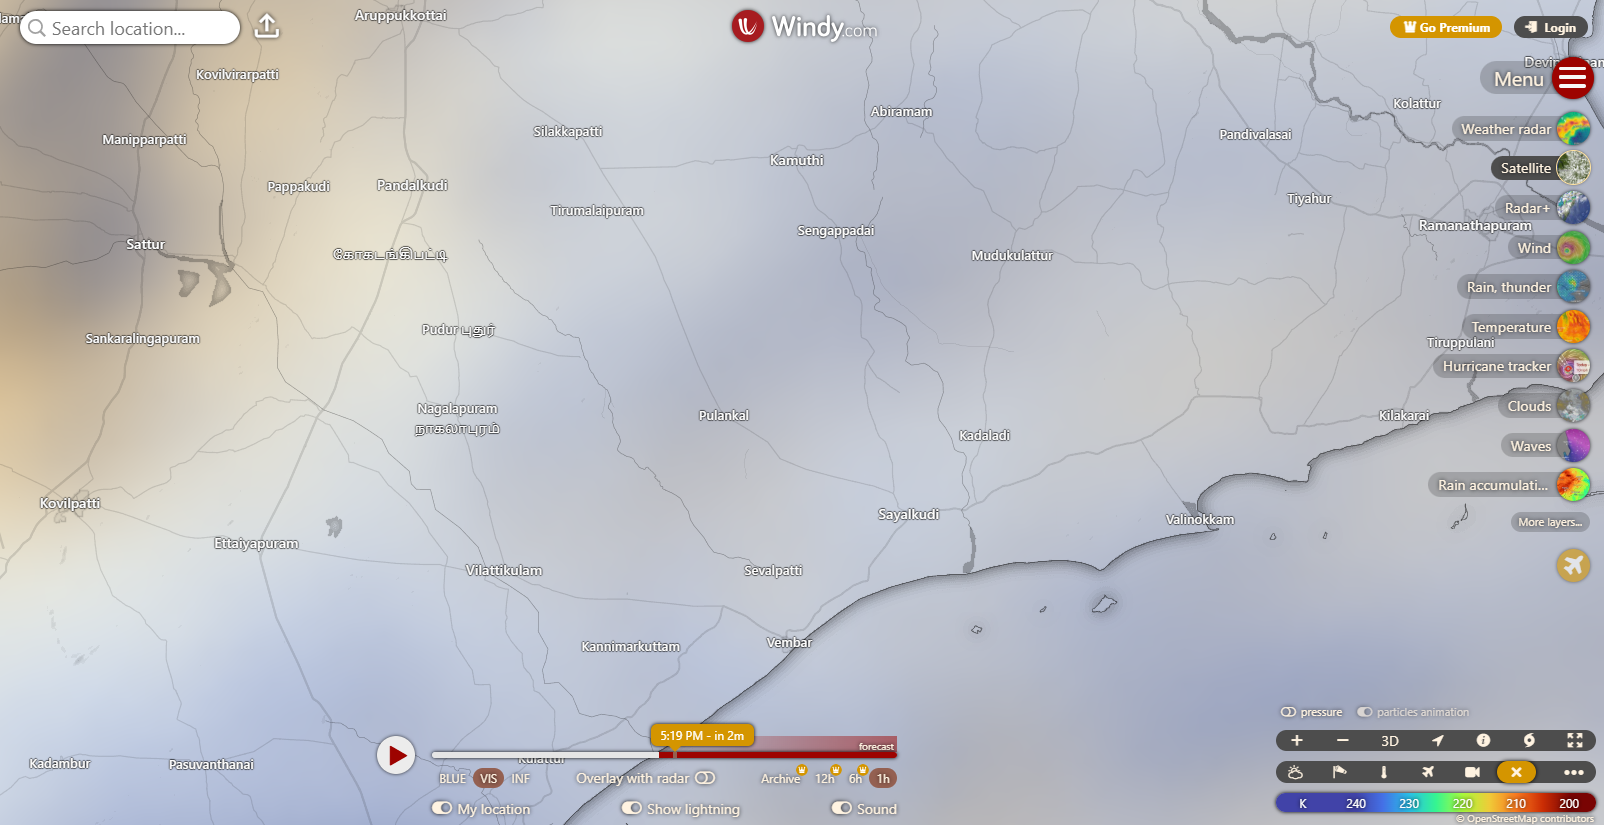 Aruppukkottai
Search location...
Windy.com
Go Premium
Login
Kovilvirarpatti
Menu
Kolattur
Abiramam
Manipparpatti
Silakkapatti
Pandivalasai
Weather radar
Kamuthi
Satellite
Pappakudi
Pandalkudi
Tirumalaipuram
Tiyahur
Radar+
Sengappadai
Ramanathapuram
Sattur
Wind
Mudukulattur
Rain, thunder
Pudur புதூர்
Temperature
Sankaralingapuram
Tiruppulani
Hurricane tracker
Nagalapuram
நாகலாபுரம்
Pulankal
Kilakarai
Clouds
Kadaladi
Waves
Rain accumulati...
Kovilpatti
Sayalkudi
Valinokkam
More layers...
Ettaiyapuram
Vilattikulam
Sevalpatti
Kannimarkuttam
Vembar
pressure
particles animation
5:19 PM - in 2m
forecast
3D
Kadambur
Pasuvanthanai
BLUE VIS INF
Overlay with radar
Archive 12h 6h 1h
My location
Show lightning
Sound
K 240 230 220 210 200
© OpenStreetMap contributors